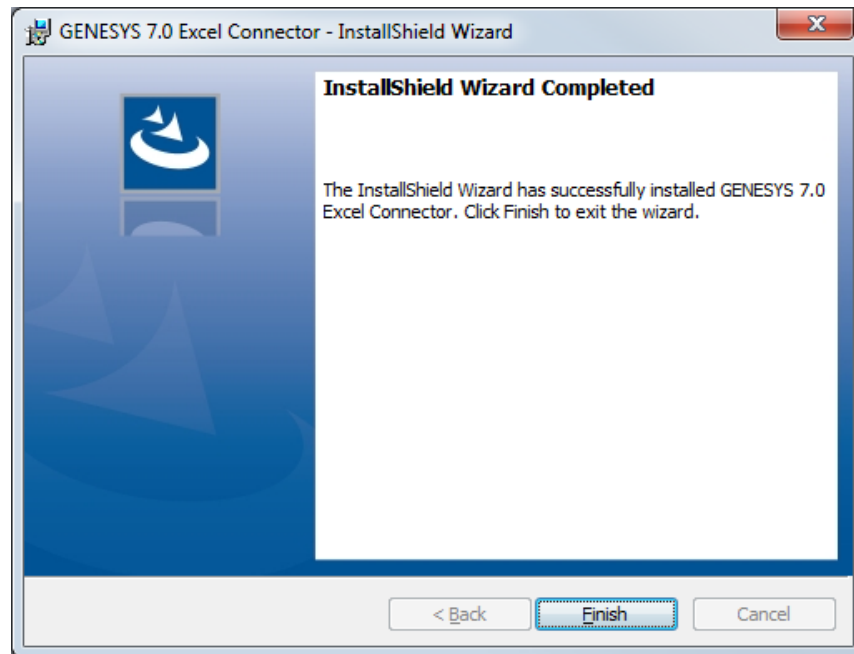 GENESYS 7.0 Excel Connector - InstallShield Wizard
InstallShield Wizard Completed
The InstallShield Wizard has successfully installed GENESYS 7.0
Excel Connector. Click Finish to exit the wizard.
< Back Finish Cancel